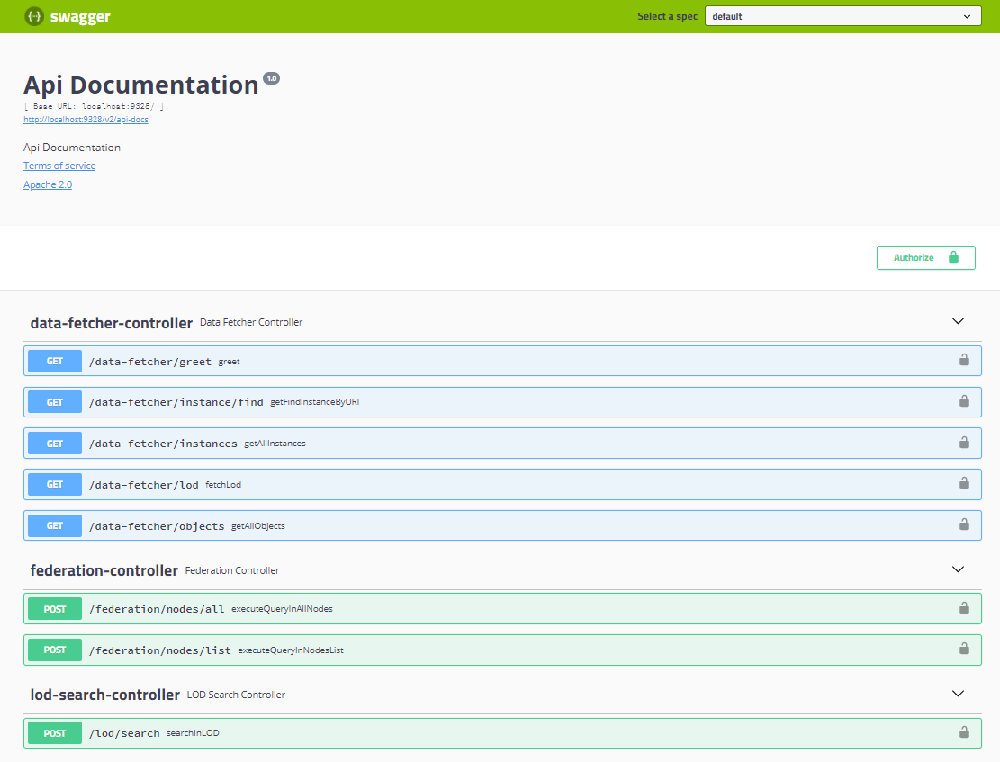 swagger
Select a spec default
Api Documentation 1.0
[ Base URL: localhost:9328/ ]
http://localhost:9328/v2/api-docs
Api Documentation
Terms of service
Apache 2.0
Authorize
data-fetcher-controller Data Fetcher Controller
GET /data-fetcher/greet greet
GET /data-fetcher/instance/find getFindInstanceByURI
GET /data-fetcher/instances getAllInstances
GET /data-fetcher/lod fetchLod
GET /data-fetcher/objects getAllObjects
federation-controller Federation Controller
POST /federation/nodes/all executeQueryInAllNodes
POST /federation/nodes/list executeQueryInNodesList
lod-search-controller LOD Search Controller
POST /lod/search searchInLOD